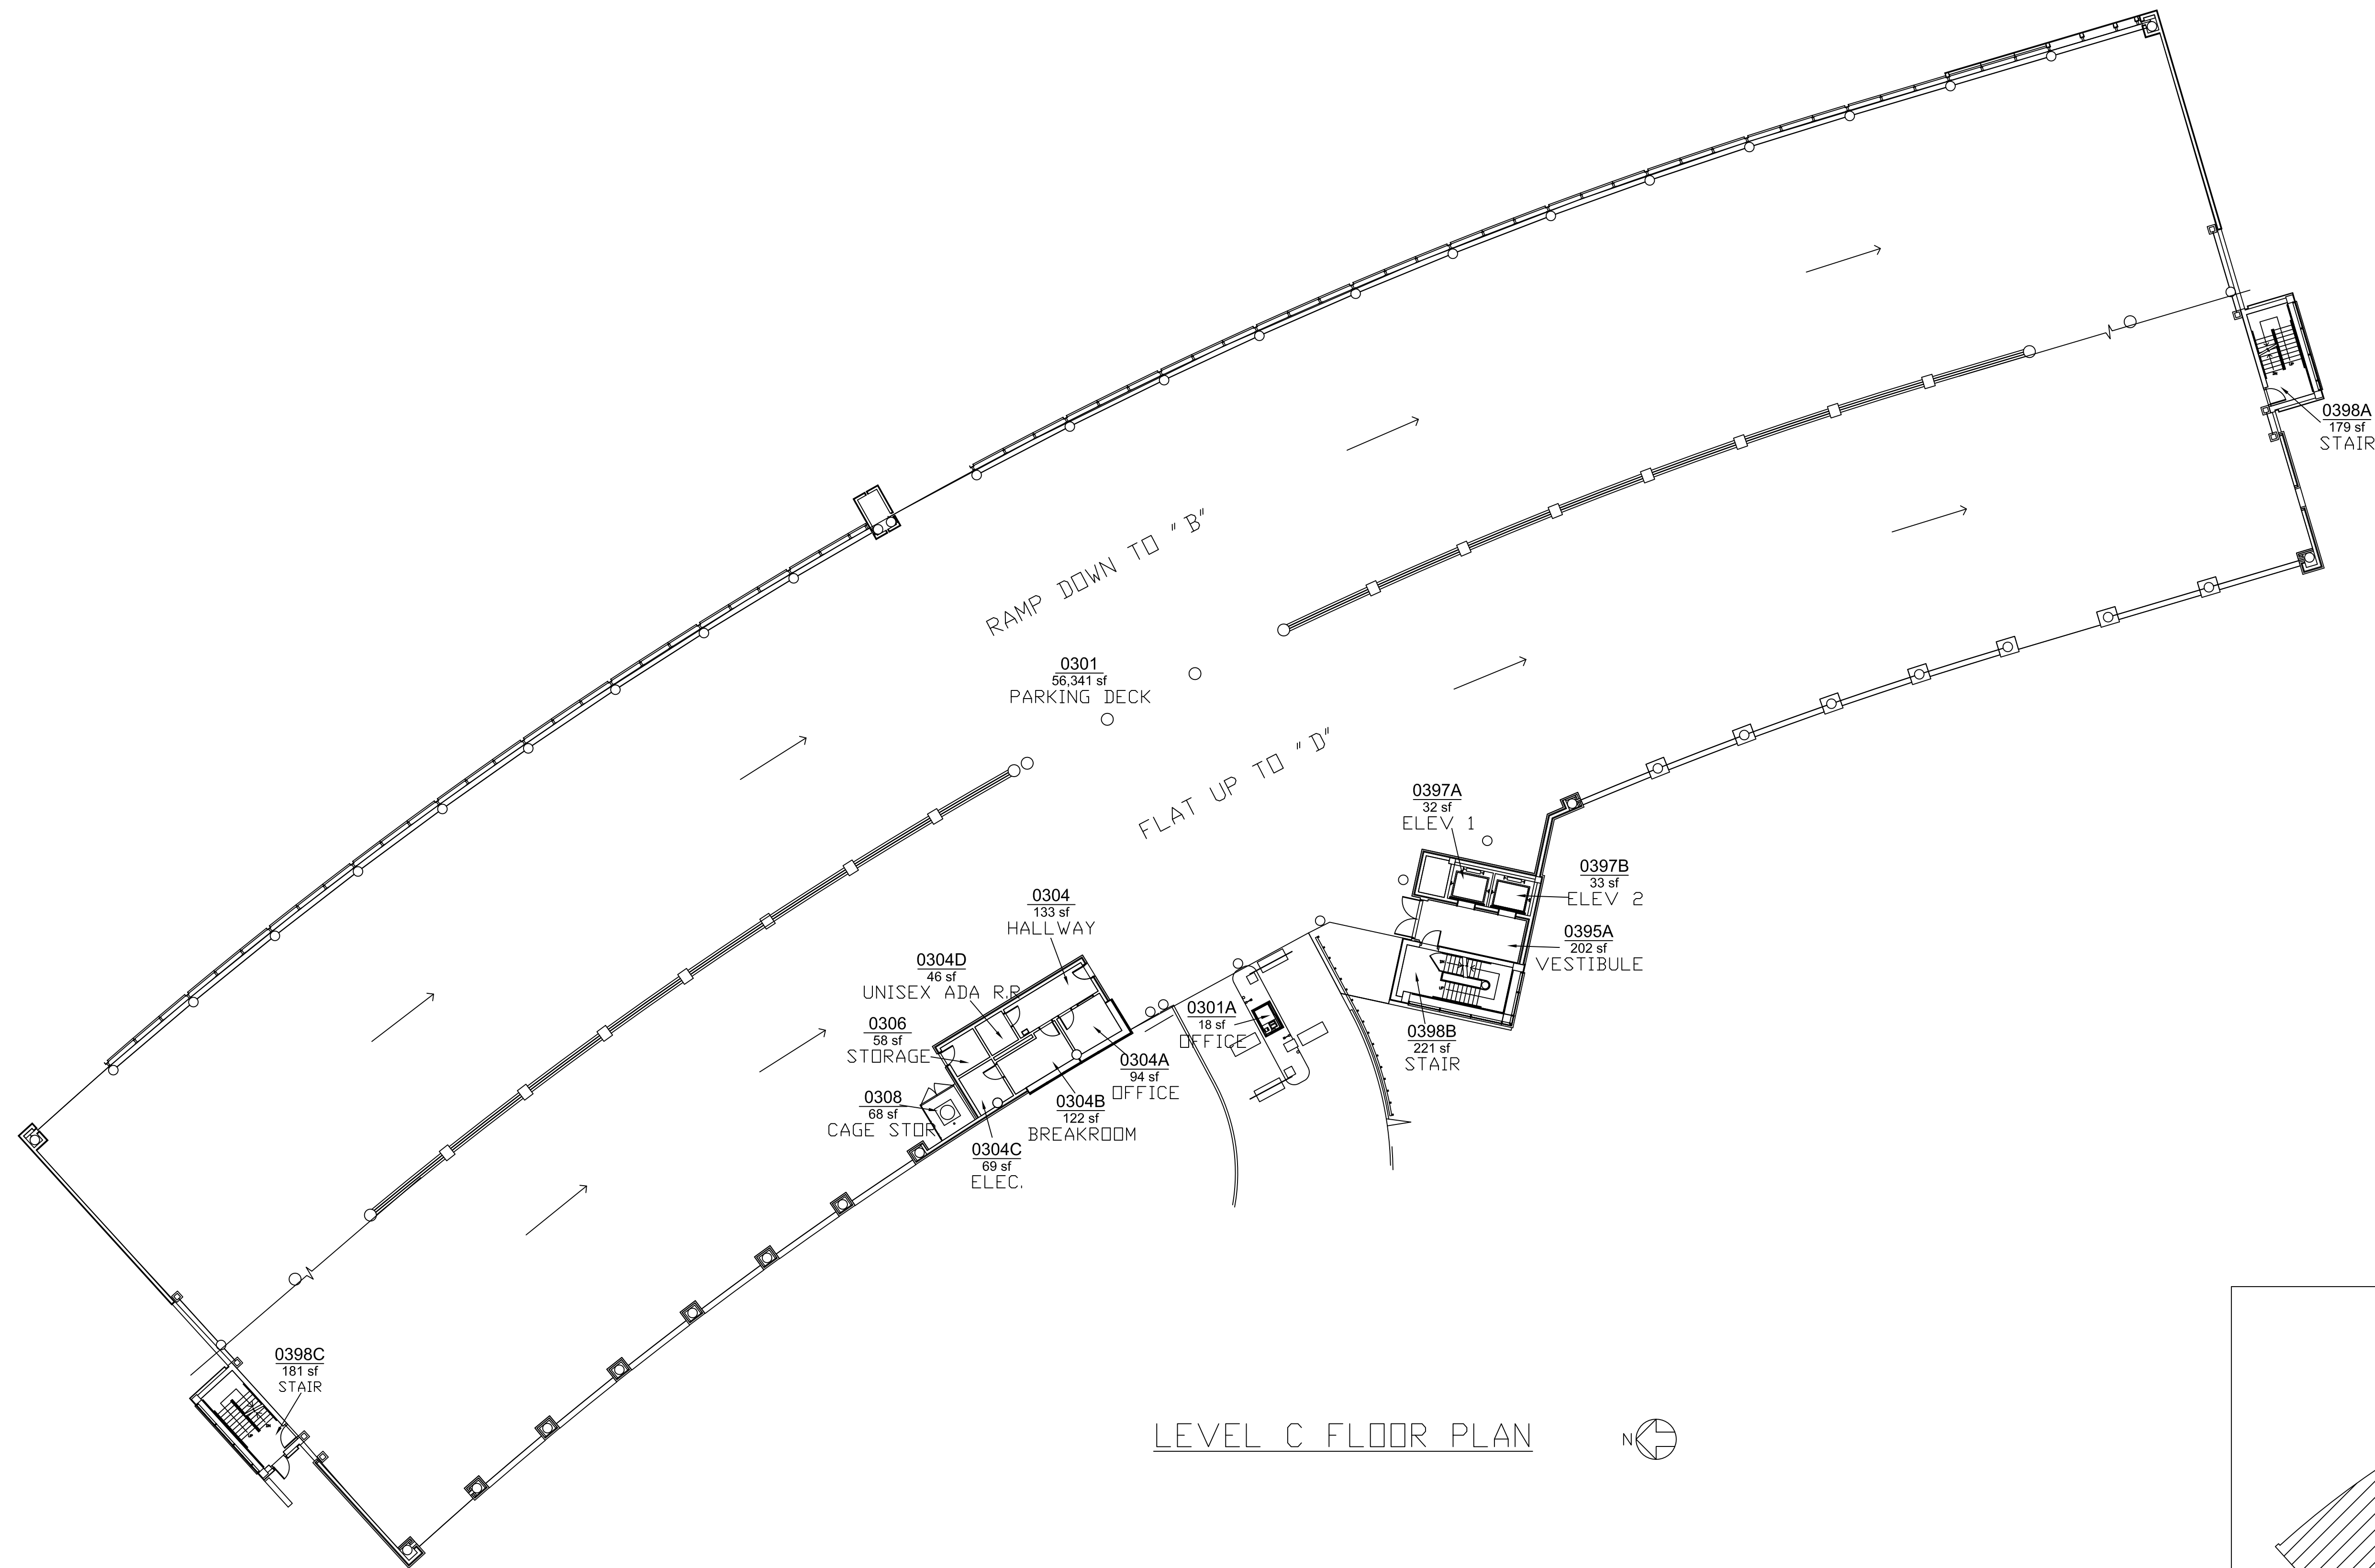 0398A
179 sf
STAIR
RAMP DOWN TO "B"
0301
56,341 sf
PARKING DECK
FLAT UP TO "D"
0397A
32 sf
ELEV 1
0397B
33 sf
ELEV 2
0304
133 sf
HALLWAY
0395A
202 sf
VESTIBULE
0304D
46 sf
UNISEX ADA R.R.
0301A
18 sf
OFFICE
0306
58 sf
STORAGE
0398B
221 sf
STAIR
0304A
94 sf
OFFICE
0308
68 sf
CAGE STOR
0304B
122 sf
BREAKROOM
0304C
69 sf
ELEC.
0398C
181 sf
STAIR
LEVEL C FLOOR PLAN
N